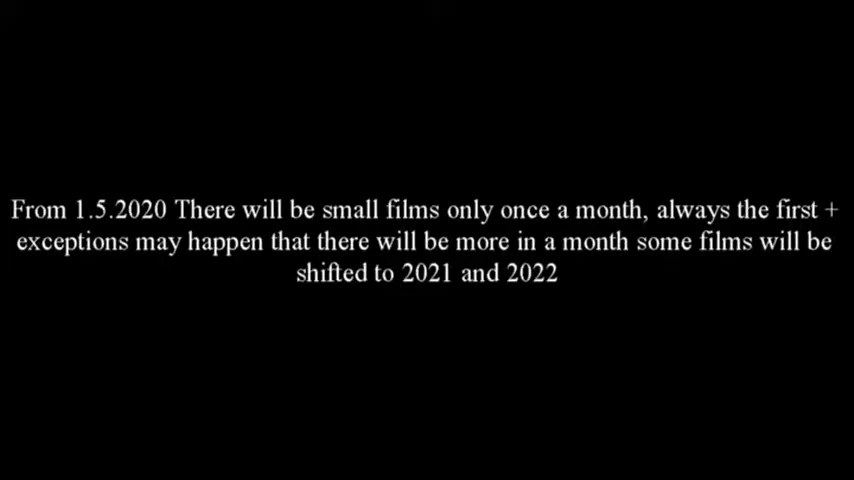 From 1.5.2020 There will be small films only once a month, always the first +
exceptions may happen that there will be more in a month some films will be
shifted to 2021 and 2022